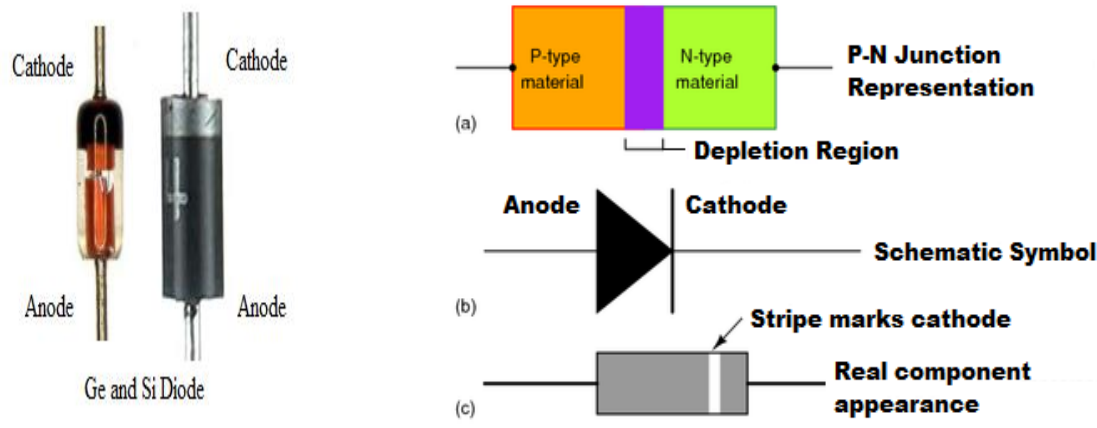 Cathode
Cathode
Anode
Anode
Ge and Si Diode
P-type
material
N-type
material
P-N Junction
Representation
(a)
Depletion Region
Anode
Cathode
Schematic Symbol
(b)
Stripe marks cathode
Real component
appearance
(c)